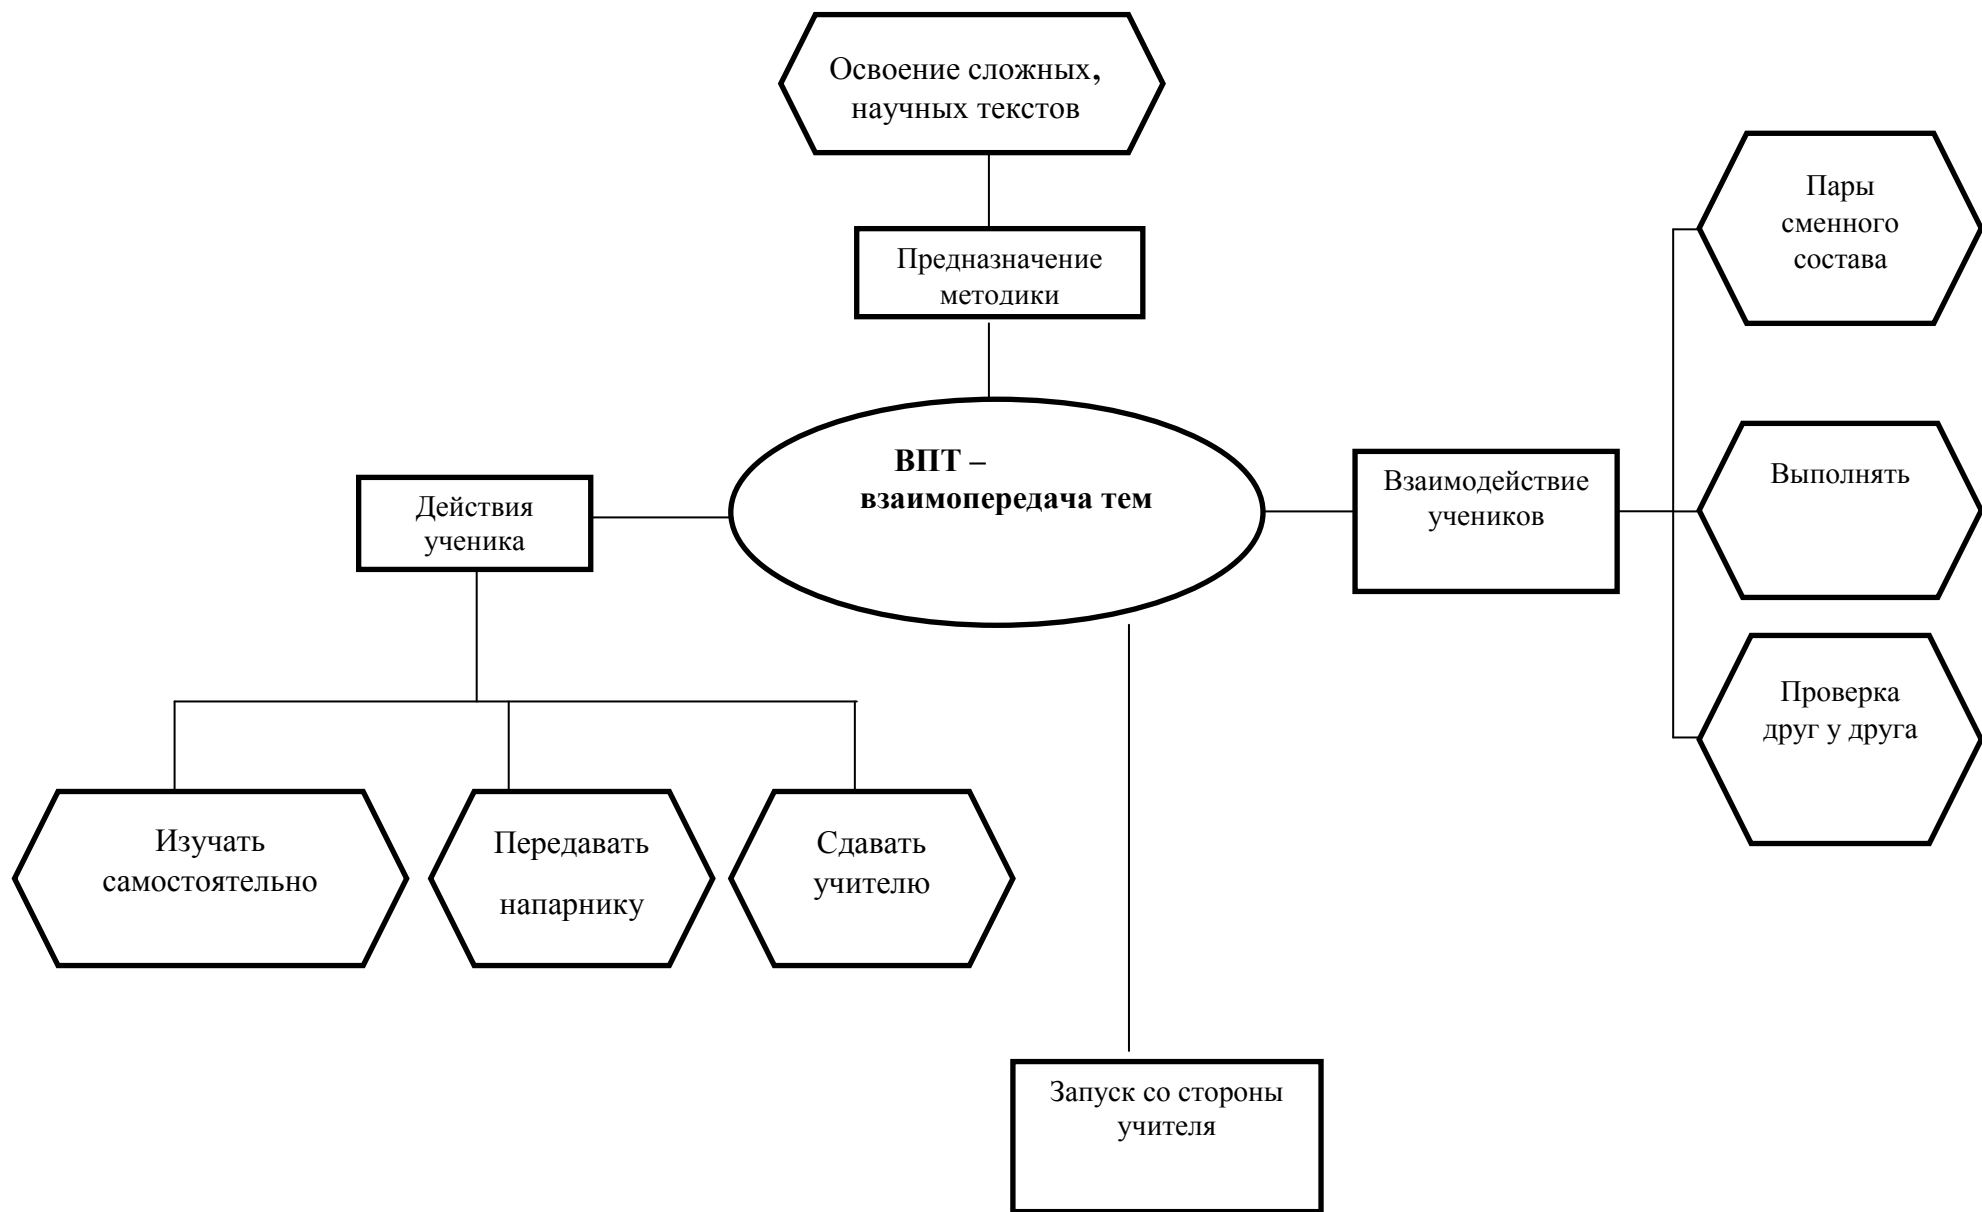 Освоение сложных,
научных текстов
Предназначение
методики
Пары
сменного
состава
ВПТ –
взаимопередача тем
Действия
ученика
Взаимодействие
учеников
Выполнять
Проверка
друг у друга
Изучать
самостоятельно
Передавать
напарнику
Сдавать
учителю
Запуск со стороны
учителя